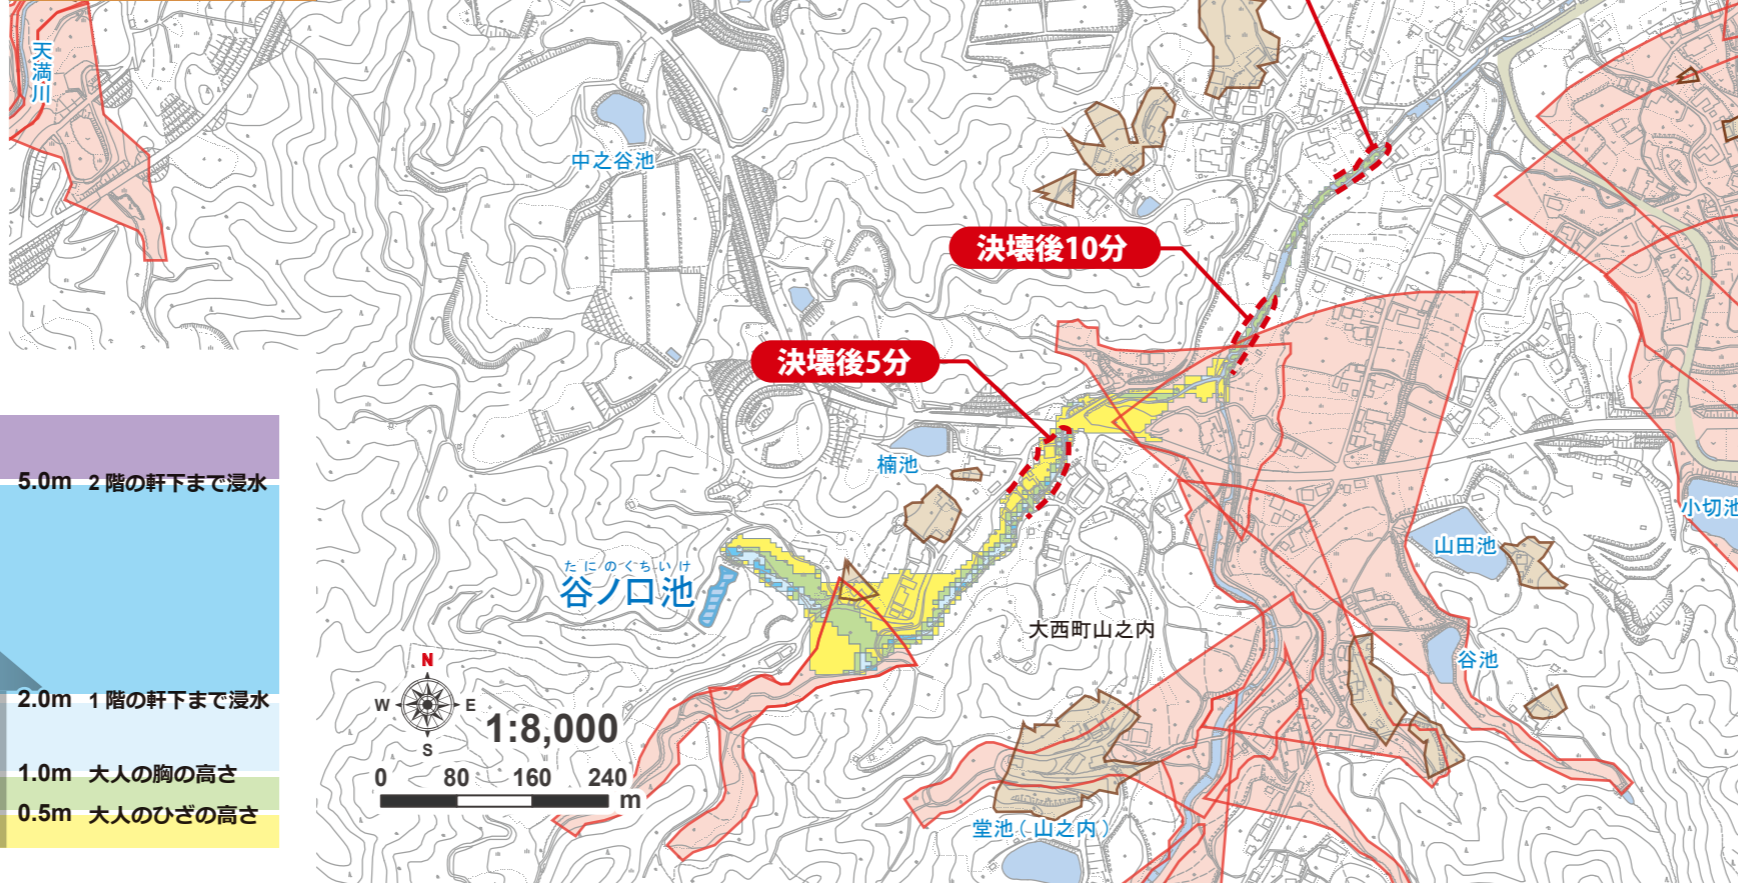 天満川
中之谷池
決壊後10分
決壊後5分
楠池
小切池
山田池
たにのくちいけ
谷ノ口池
大西町山之内
谷池
堂池(山之内)
5.0m 2階の軒下まで浸水
2.0m 1階の軒下まで浸水
1.0m 大人の胸の高さ
0.5m 大人のひざの高さ
N
W E
S
1:8,000
0 80 160 240
m